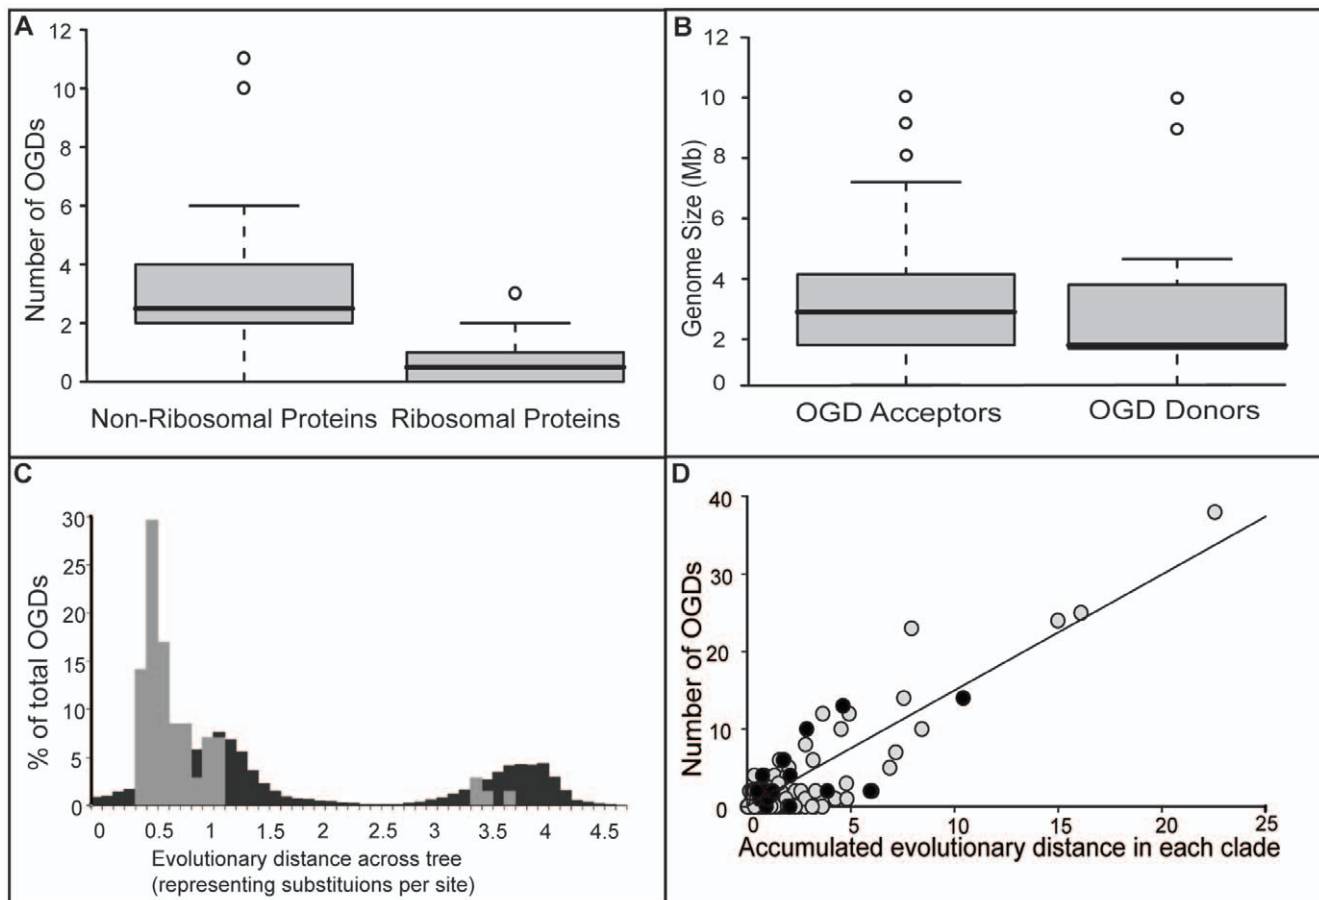 A
12
10
8
6
4
2
0
Number of OGDs
Non-Ribosomal Proteins Ribosomal Proteins
B
12
10
8
6
4
2
0
Genome Size (Mb)
OGD Acceptors OGD Donors
C
30
25
20
15
10
5
0
% of total OGDs
0 0.5 1 1.5 2 2.5 3 3.5 4 4.5
Evolutionary distance across tree
(representing substituions per site)
D
40
30
20
10
0
Number of OGDs
0 5 10 15 20 25
Accumulated evolutionary distance in each clade